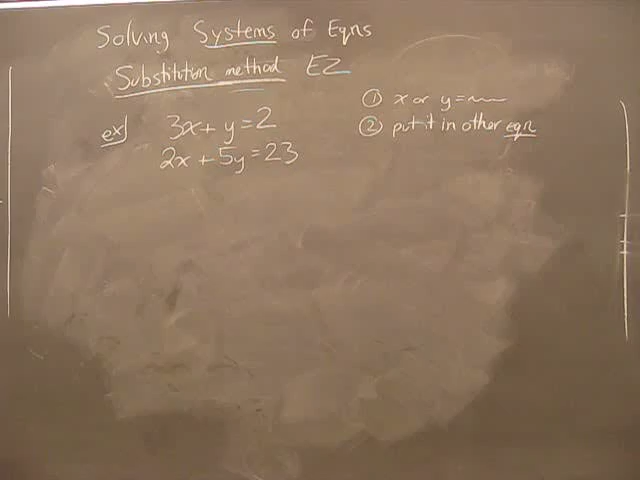 Solving Systems of Eqns
Substitution method EZ
ex) 3x + y = 2
2x + 5y = 23
① x or y = ~~
② put it in other eqn